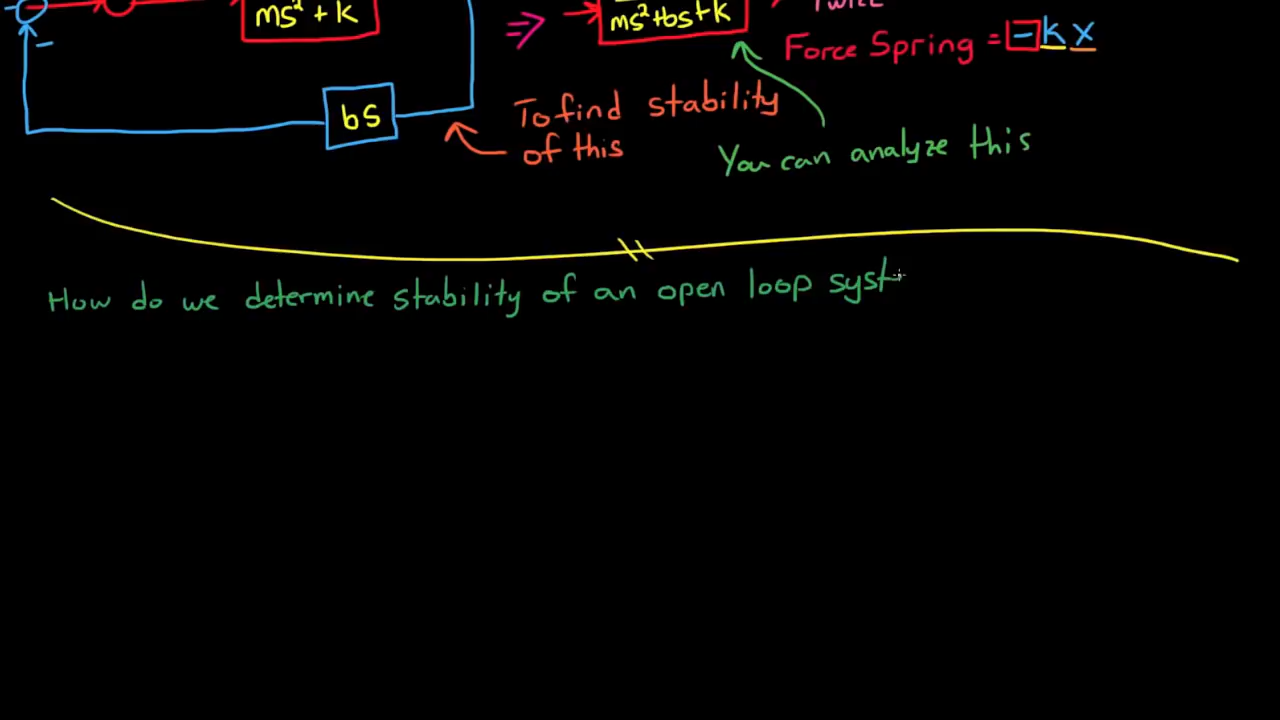 ms² + k
⇒
ms²+bs+k
Force Spring = -kx
-
bs
To find stability
of this
You can analyze this
How do we determine stability of an open loop syst